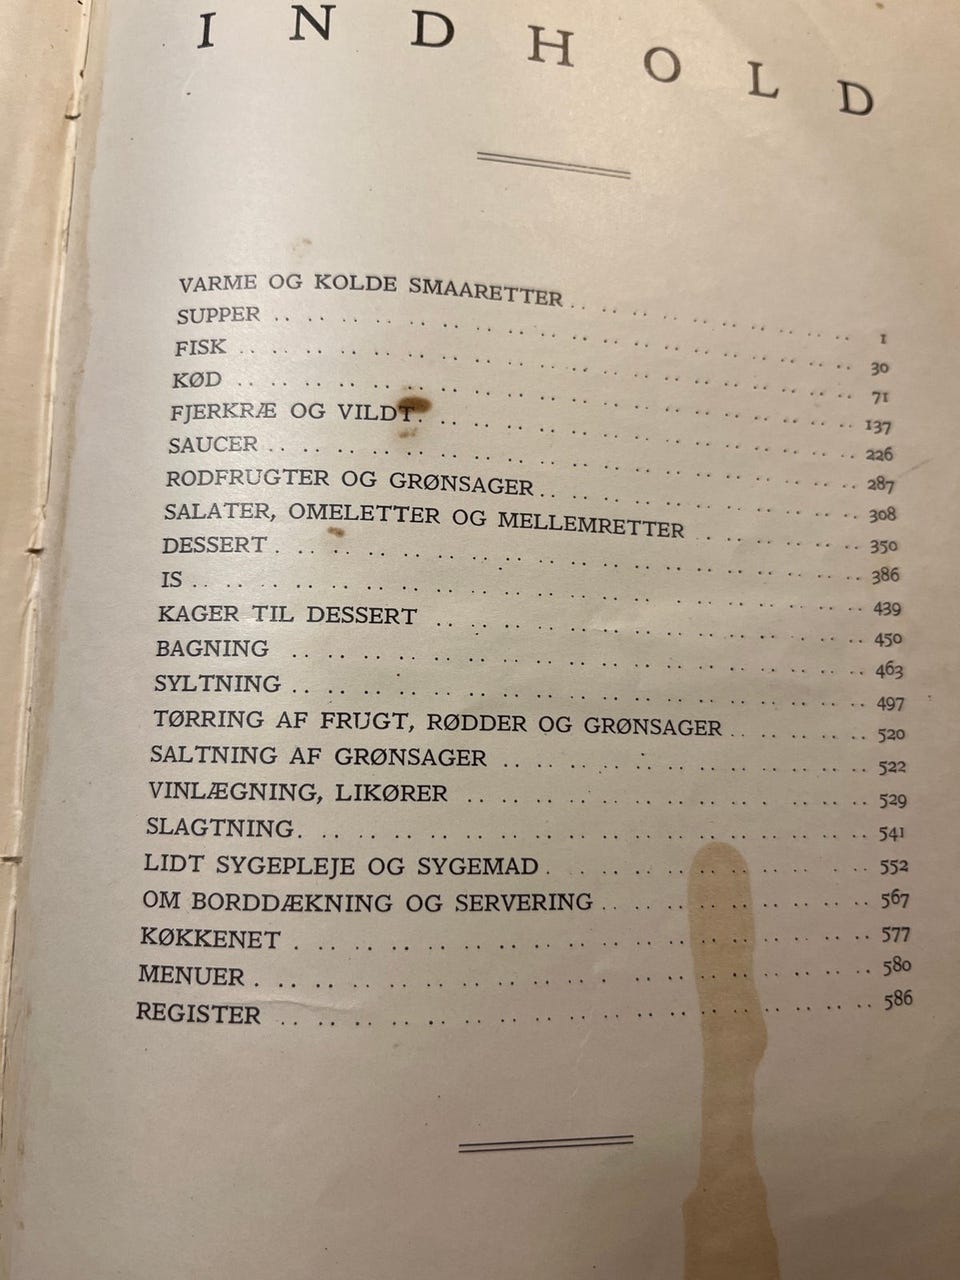 INDHOLD
VARME OG KOLDE SMAARETTER .. .. .. .. .. .. 1
SUPPER .. .. .. .. .. .. .. .. .. .. .. 30
FISK .. .. .. .. .. .. .. .. .. .. .. 71
KØD .. .. .. .. .. .. .. .. .. .. .. 137
FJERKRÆ OG VILDT. .. .. .. .. .. .. .. 226
SAUCER .. .. .. .. .. .. .. .. .. .. .. 287
RODFRUGTER OG GRØNSAGER .. .. .. .. .. .. 308
SALATER, OMELETTER OG MELLEMRETTER .. .. .. .. 350
DESSERT . .. .. .. .. .. .. .. .. .. .. 386
IS .. .. .. .. .. .. .. .. .. .. .. .. 439
KAGER TIL DESSERT .. .. .. .. .. .. .. .. 450
BAGNING .. .. .. .. .. .. .. .. .. .. .. 463
SYLTNING .. .. .. .. .. .. .. .. .. .. .. 497
TØRRING AF FRUGT, RØDDER OG GRØNSAGER .. .. .. 520
SALTNING AF GRØNSAGER .. .. .. .. .. .. .. 522
VINLÆGNING, LIKØRER .. .. .. .. .. .. .. .. 529
SLAGTNING. .. .. .. .. .. .. .. .. .. .. 541
LIDT SYGEPLEJE OG SYGEMAD . .. .. .. .. .. .. 552
OM BORDDÆKNING OG SERVERING .. .. .. .. .. .. 567
KØKKENET . .. .. .. .. .. .. .. .. .. .. 577
MENUER . .. .. .. .. .. .. .. .. .. .. .. 580
REGISTER .. .. .. .. .. .. .. .. .. .. .. 586